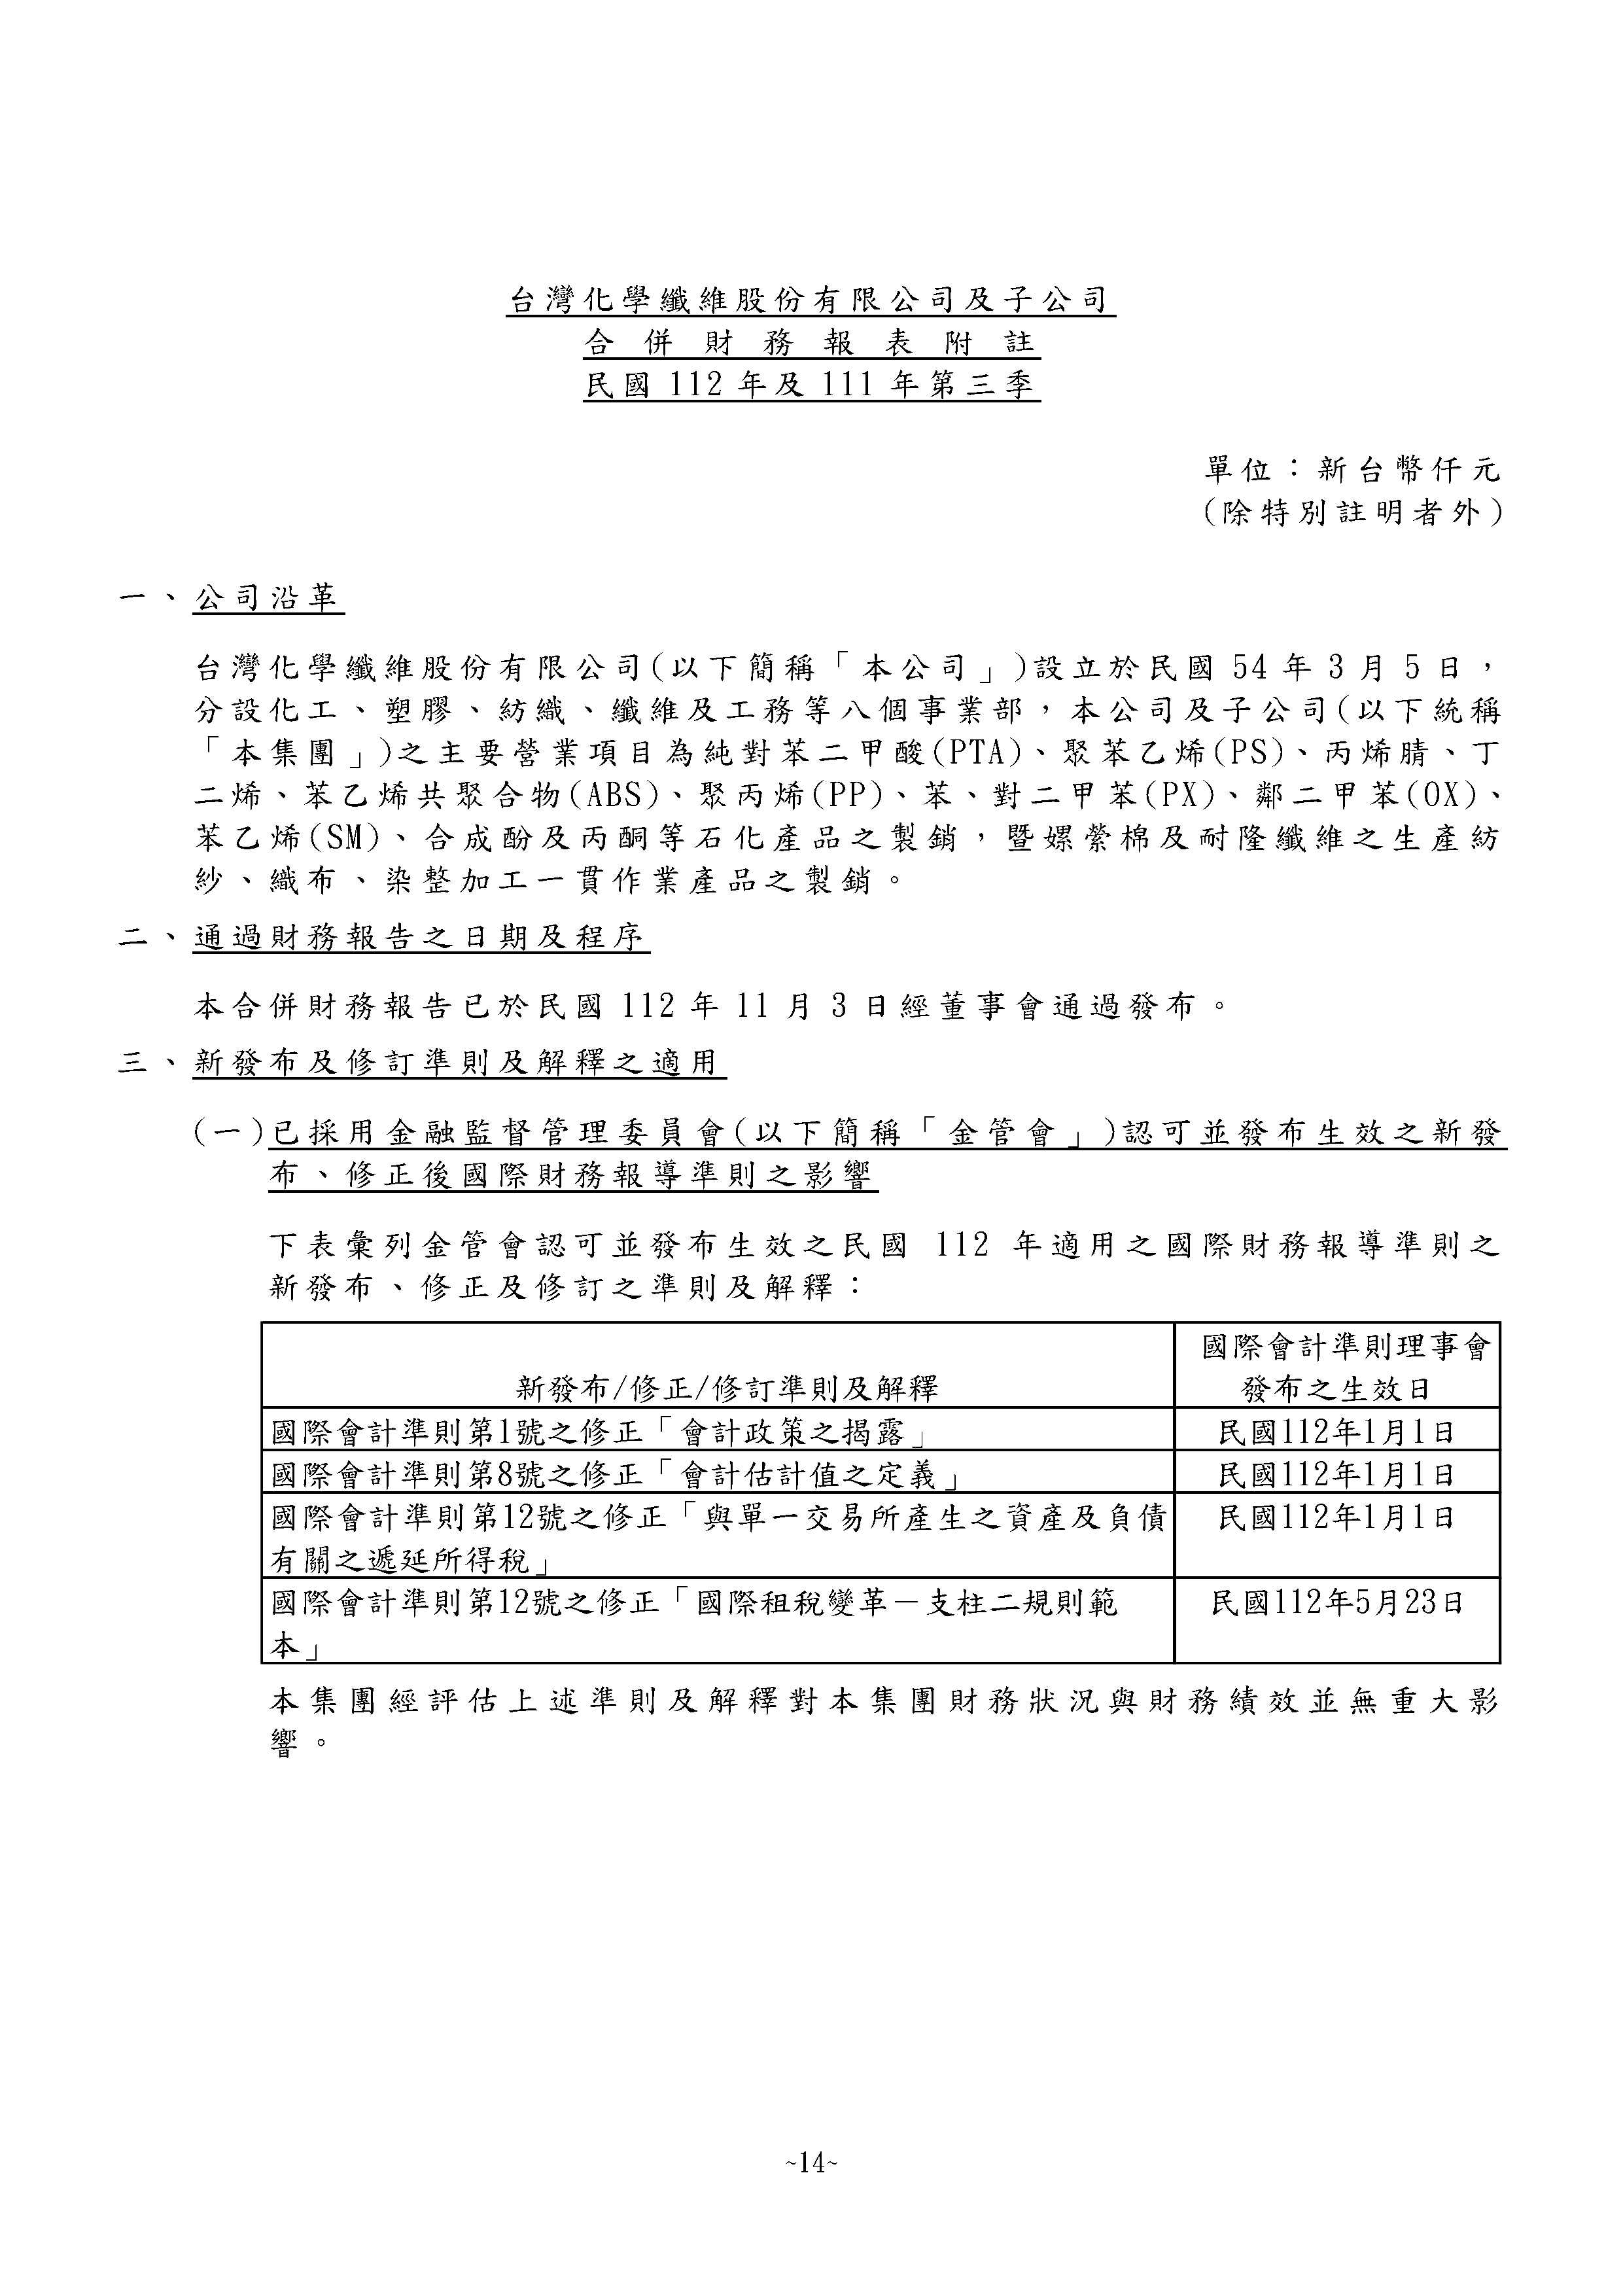 台灣化學纖維股份有限公司及子公司
合併財務報表附註
民國 112 年及 111 年第三季
單位：新台幣仟元
(除特別註明者外)
一、公司沿革
台灣化學纖維股份有限公司(以下簡稱「本公司」)設立於民國 54 年 3 月 5 日，
分設化工、塑膠、紡織、纖維及工務等八個事業部，本公司及子公司(以下統稱
「本集團」)之主要營業項目為純對苯二甲酸(PTA)、聚苯乙烯(PS)、丙烯腈、丁
二烯、苯乙烯共聚合物(ABS)、聚丙烯(PP)、苯、對二甲苯(PX)、鄰二甲苯(OX)、
苯乙烯(SM)、合成酚及丙酮等石化產品之製銷，暨嫘縈棉及耐隆纖維之生產紡
紗、織布、染整加工一貫作業產品之製銷。
二、通過財務報告之日期及程序
本合併財務報告已於民國 112 年 11 月 3 日經董事會通過發布。
三、新發布及修訂準則及解釋之適用
(一)已採用金融監督管理委員會(以下簡稱「金管會」)認可並發布生效之新發
布、修正後國際財務報導準則之影響
下表彙列金管會認可並發布生效之民國 112 年適用之國際財務報導準則之
新發布、修正及修訂之準則及解釋：
國際會計準則理事會
新發布/修正/修訂準則及解釋 發布之生效日
國際會計準則第1號之修正「會計政策之揭露」 民國112年1月1日
國際會計準則第8號之修正「會計估計值之定義」 民國112年1月1日
國際會計準則第12號之修正「與單一交易所產生之資產及負債 民國112年1月1日
有關之遞延所得稅」
國際會計準則第12號之修正「國際租稅變革－支柱二規則範 民國112年5月23日
本」
本集團經評估上述準則及解釋對本集團財務狀況與財務績效並無重大影
響。
~14~